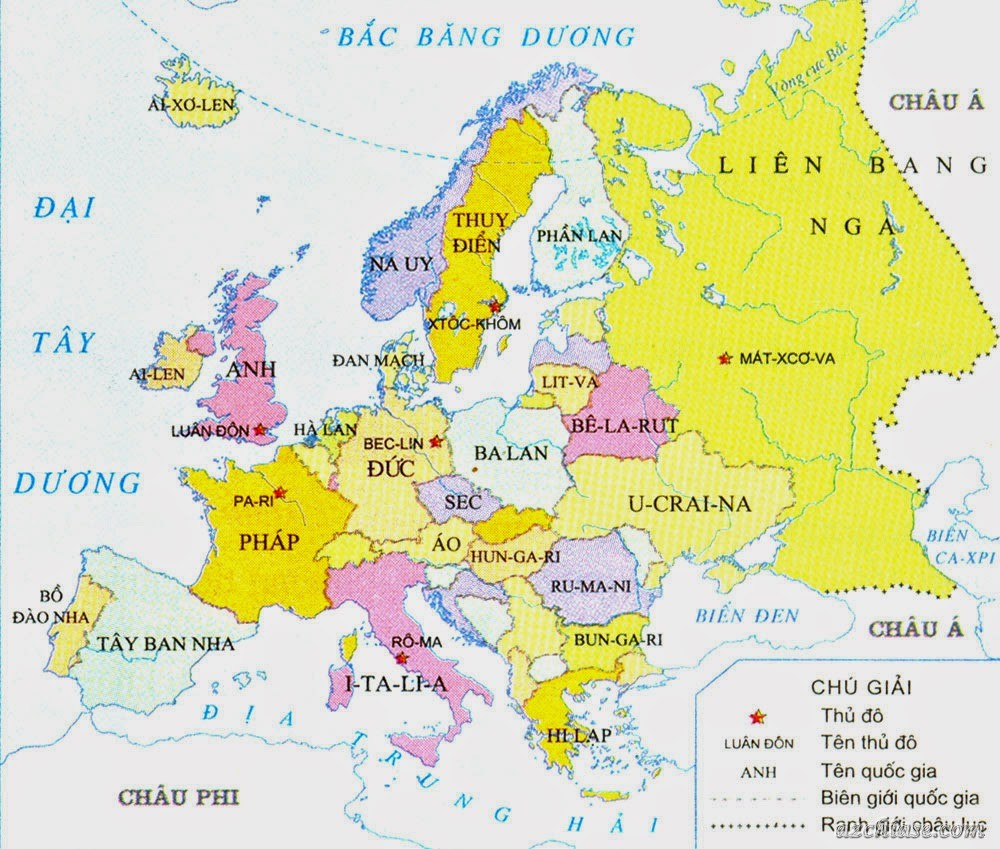 BẮC BĂNG DƯƠNG
Vòng cực Bắc
CHÂU Á
ĂI-XƠ-LEN
LIÊN BANG
NGA
ĐẠI
TÂY
DƯƠNG
THUỴ
ĐIỂN
PHẦN LAN
NA UY
XTỐC-KHÔM
MÁT-XCƠ-VA
ĐAN MẠCH
AI-LEN
ANH
LIT-VA
LUÂN ĐÔN
HÀ LAN
BÊ-LA-RUT
BEC-LIN
ĐỨC
BA LAN
SEC
U-CRAI-NA
PA-RI
PHÁP
ÁO
HUN-GA-RI
BIỂN
CA-XPI
RU-MA-NI
BỒ
ĐÀO NHA
TÂY BAN NHA
BIỂN ĐEN
CHÂU Á
RÔ-MA
BUN-GA-RI
I-TA-LI-A
HI LẠP
ĐỊA TRUNG HẢI
CHÂU PHI
CHÚ GIẢI
Thủ đô
LUÂN ĐÔN Tên thủ đô
ANH Tên quốc gia
Biên giới quốc gia
Ranh giới châu lục
azchiase.com